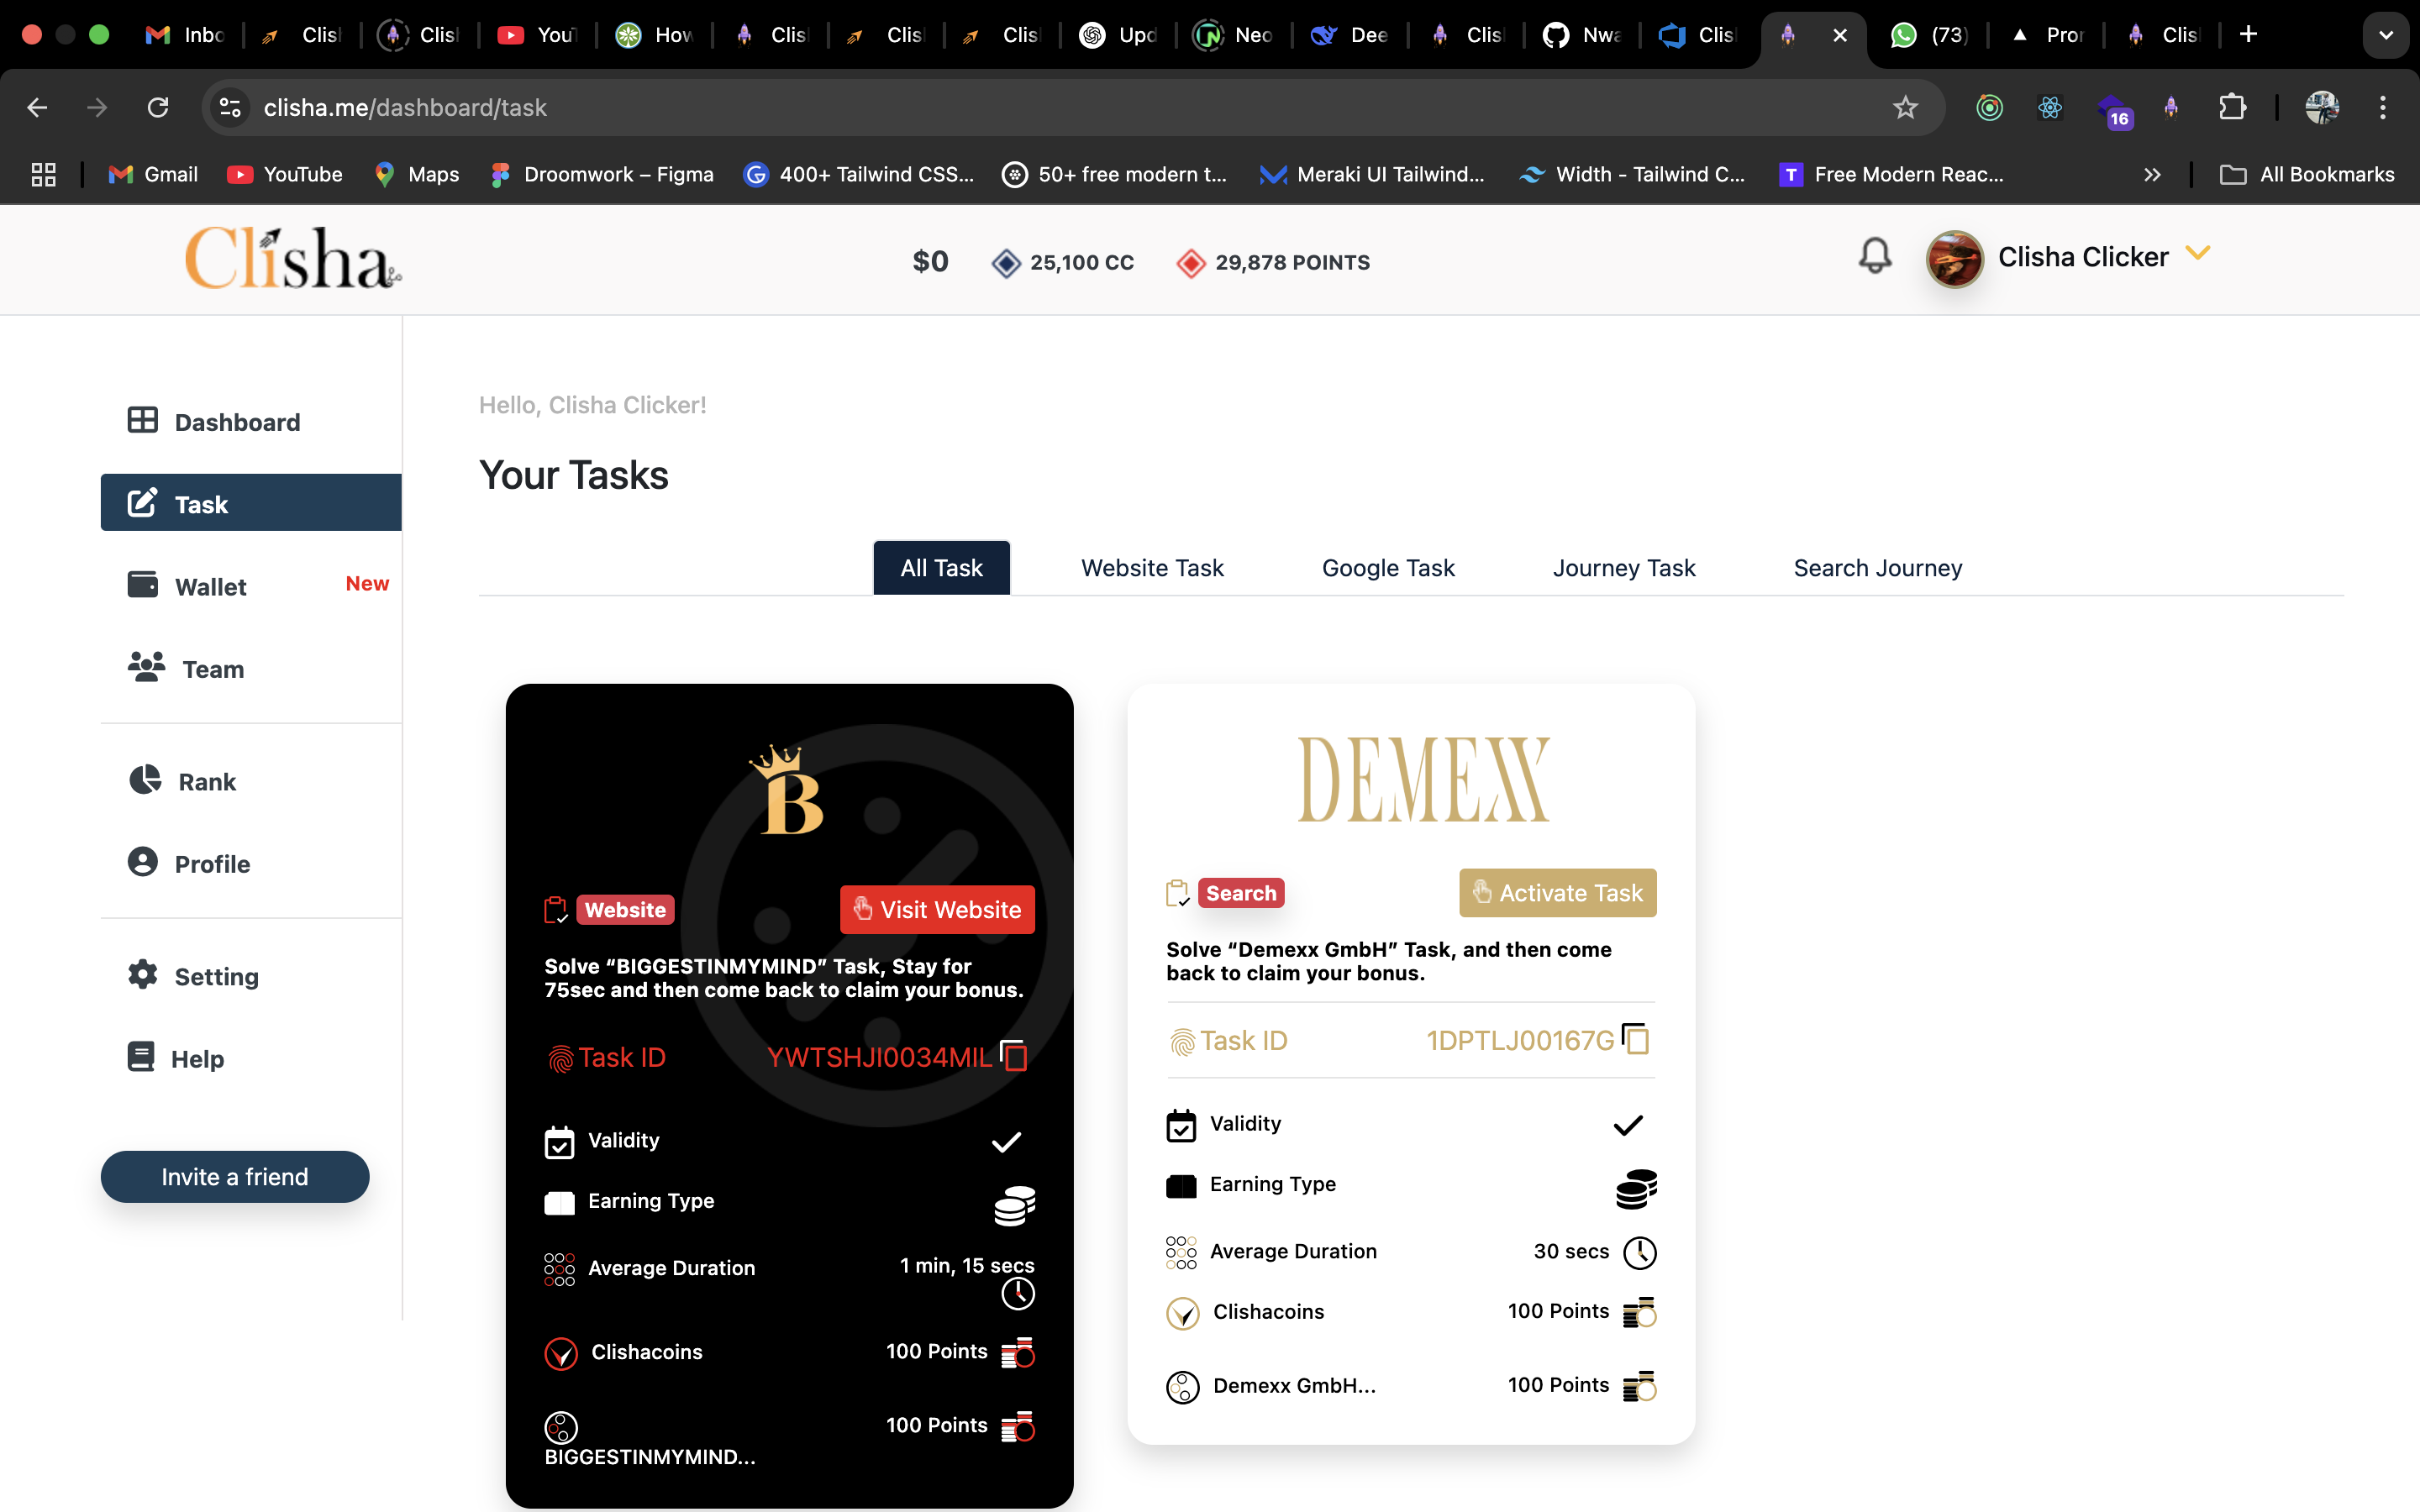 Inbo
Clis
Clis
You
How
Clis
Clis
Clis
Upd
Neo
Dee
Clis
Nwa
Clis
(73)
Pro
Clis
clisha.me/dashboard/task
16
Gmail
YouTube
Maps
Droomwork – Figma
400+ Tailwind CSS...
50+ free modern t...
Meraki UI Tailwind...
Width - Tailwind C...
T Free Modern Reac...
All Bookmarks
Clisha
$0
25,100 CC
29,878 POINTS
Clisha Clicker
Dashboard
Task
Wallet New
Team
Rank
Profile
Setting
Help
Invite a friend
Hello, Clisha Clicker!
Your Tasks
All Task
Website Task
Google Task
Journey Task
Search Journey
B
Website
Visit Website
Solve “BIGGESTINMYMIND” Task, Stay for
75sec and then come back to claim your bonus.
Task ID YWTSHJI0034MIL
Validity
Earning Type
Average Duration 1 min, 15 secs
Clishacoins 100 Points
100 Points
BIGGESTINMYMIND...
DEMEXX
Search
Activate Task
Solve “Demexx GmbH” Task, and then come
back to claim your bonus.
Task ID 1DPTLJ00167G
Validity
Earning Type
Average Duration 30 secs
Clishacoins 100 Points
Demexx GmbH... 100 Points